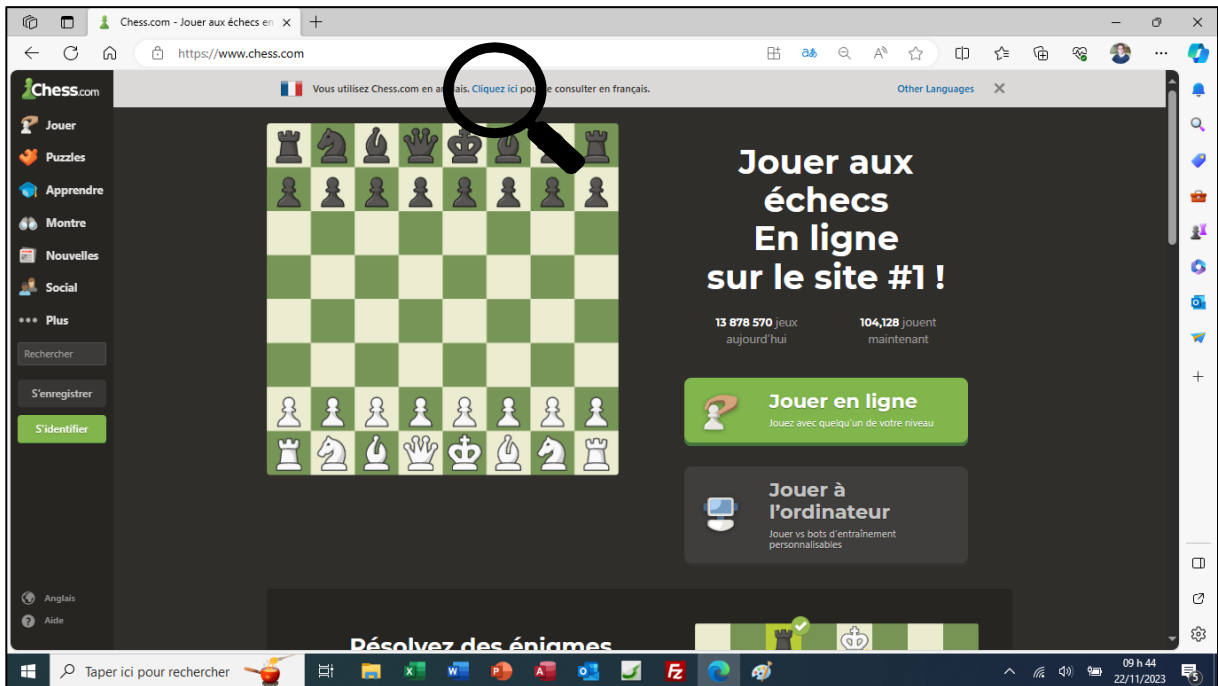 Chess.com - Jouer aux échecs en
https://www.chess.com
Chess.com
Vous utilisez Chess.com en anglais. Cliquez ici pour le consulter en français.
Other Languages
Jouer
Puzzles
Apprendre
Montre
Nouvelles
Social
Plus
Rechercher
S'enregistrer
S'identifier
Anglais
Aide
Jouer aux
échecs
En ligne
sur le site #1 !
13 878 570 jeux
aujourd'hui
104,128 jouent
maintenant
Jouer en ligne
Jouez avec quelqu'un de votre niveau
Jouer à
l'ordinateur
Jouer vs bots d'entraînement
personnalisables
Résolvez des énigmes
Taper ici pour rechercher
09 h 44
22/11/2023